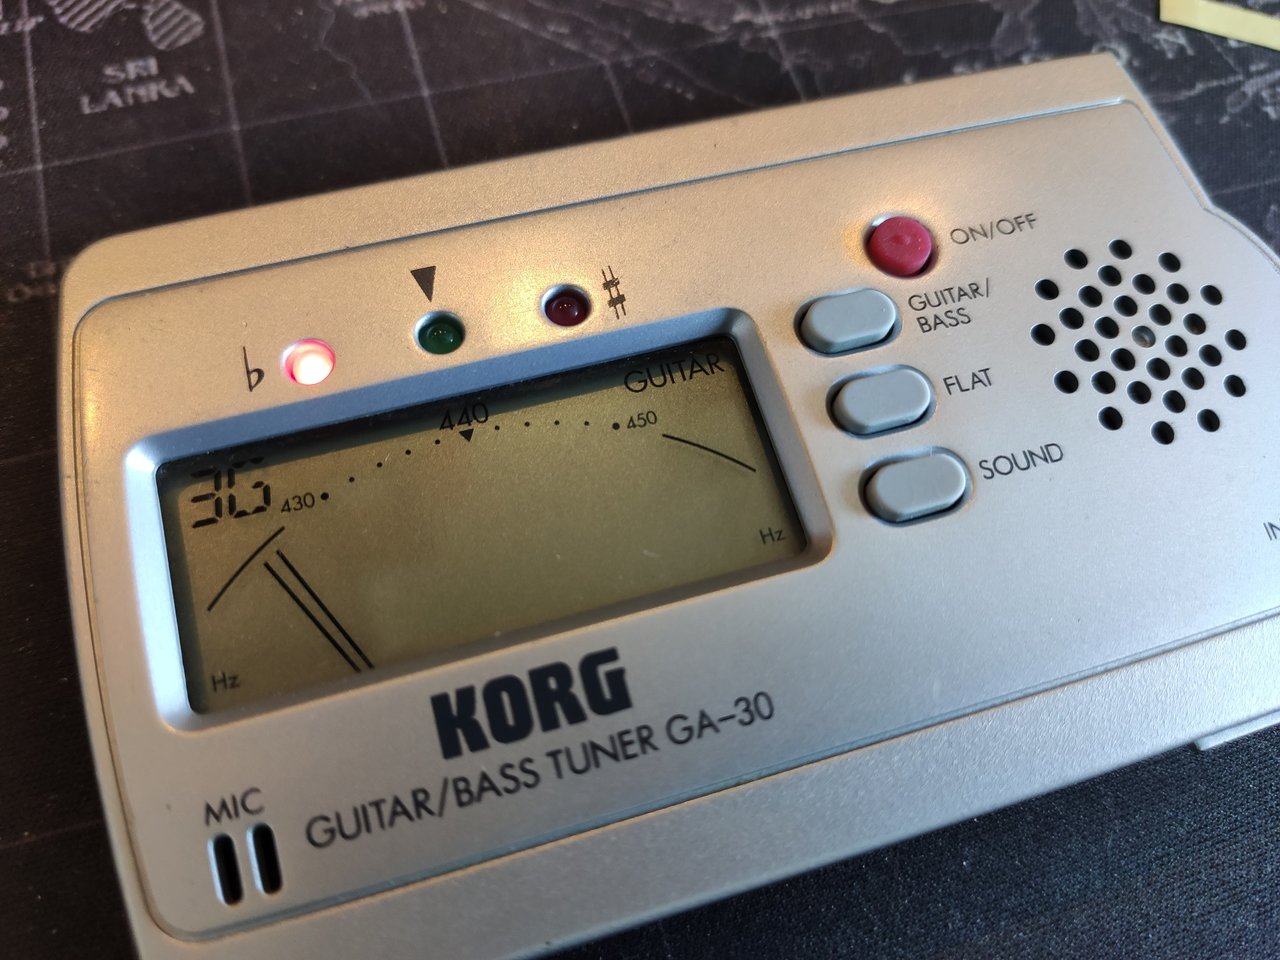 SRI
LANKA
ON/OFF
♭
♯
GUITAR/
BASS
GUITAR
440
450
3G
430
FLAT
SOUND
Hz
Hz
KORG
GUITAR/BASS TUNER GA-30
MIC
IN